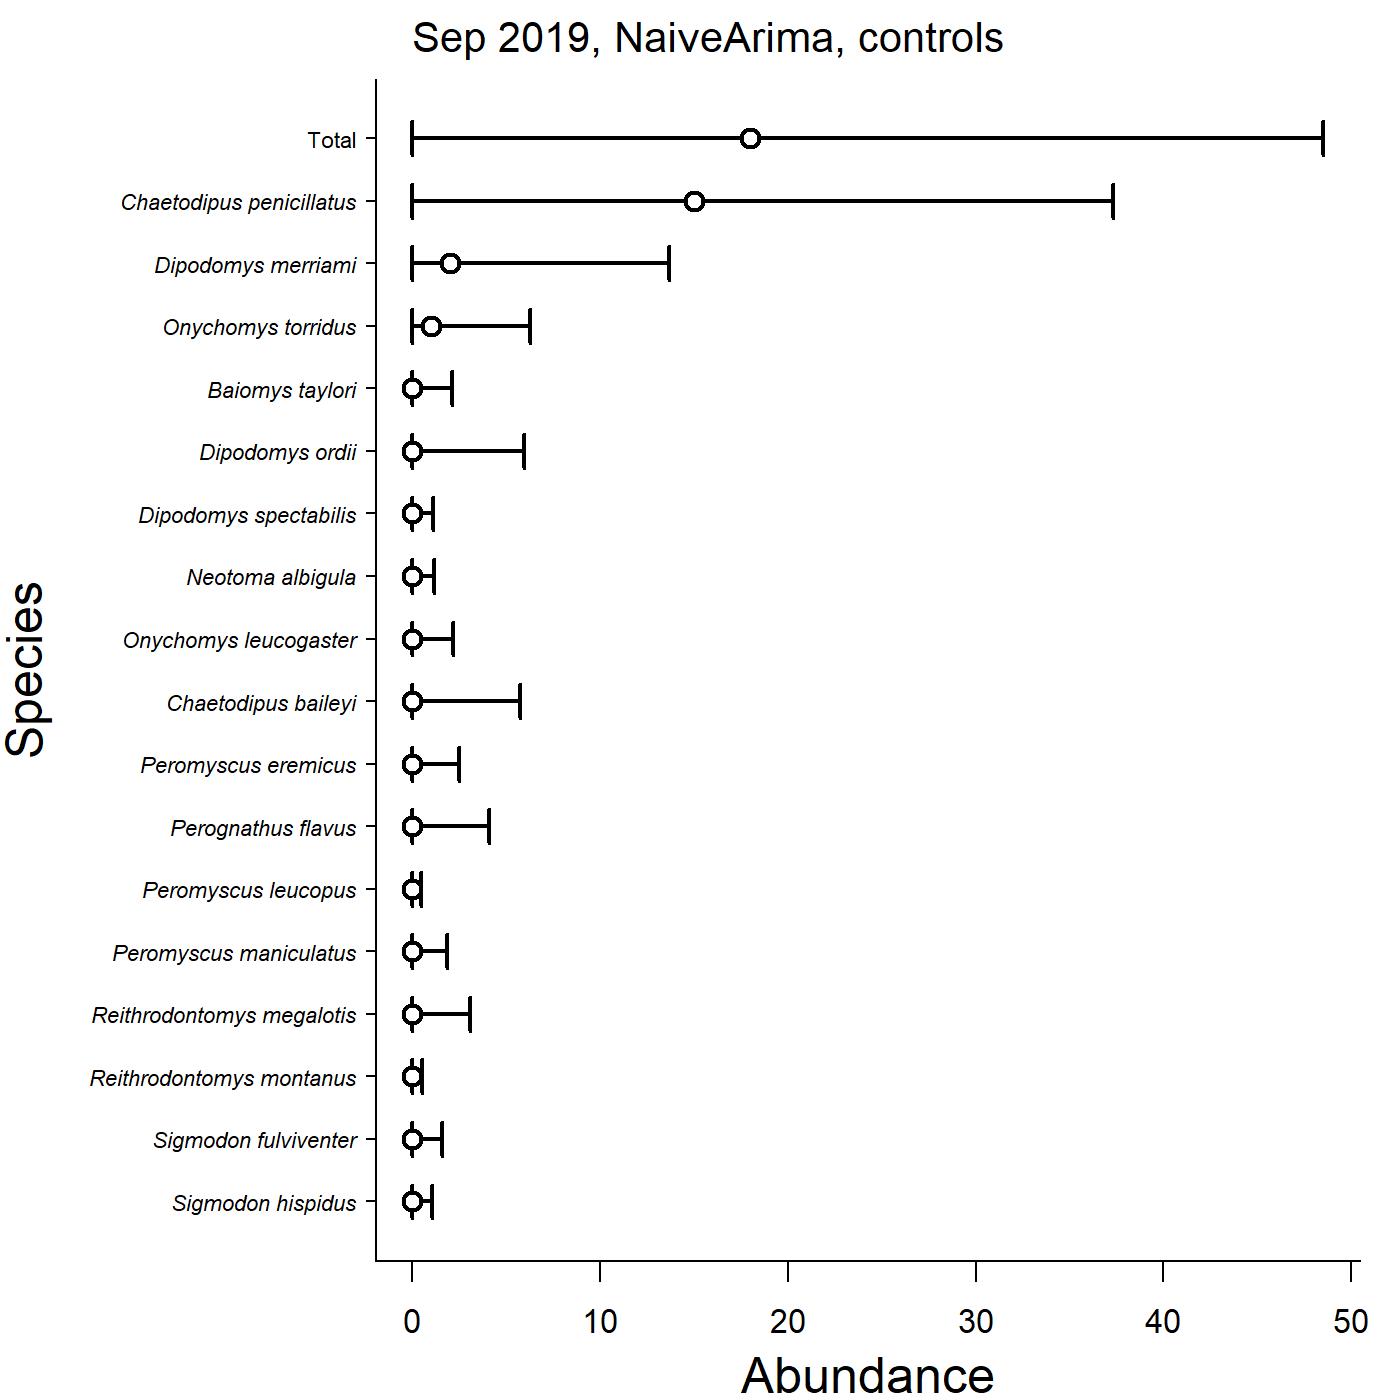 Sep 2019, NaiveArima, controls
Total
Chaetodipus penicillatus
Dipodomys merriami
Onychomys torridus
Baiomys taylori
Dipodomys ordii
Dipodomys spectabilis
Neotoma albigula
Onychomys leucogaster
Chaetodipus baileyi
Peromyscus eremicus
Perognathus flavus
Peromyscus leucopus
Peromyscus maniculatus
Reithrodontomys megalotis
Reithrodontomys montanus
Sigmodon fulviventer
Sigmodon hispidus
Species
0 10 20 30 40 50
Abundance